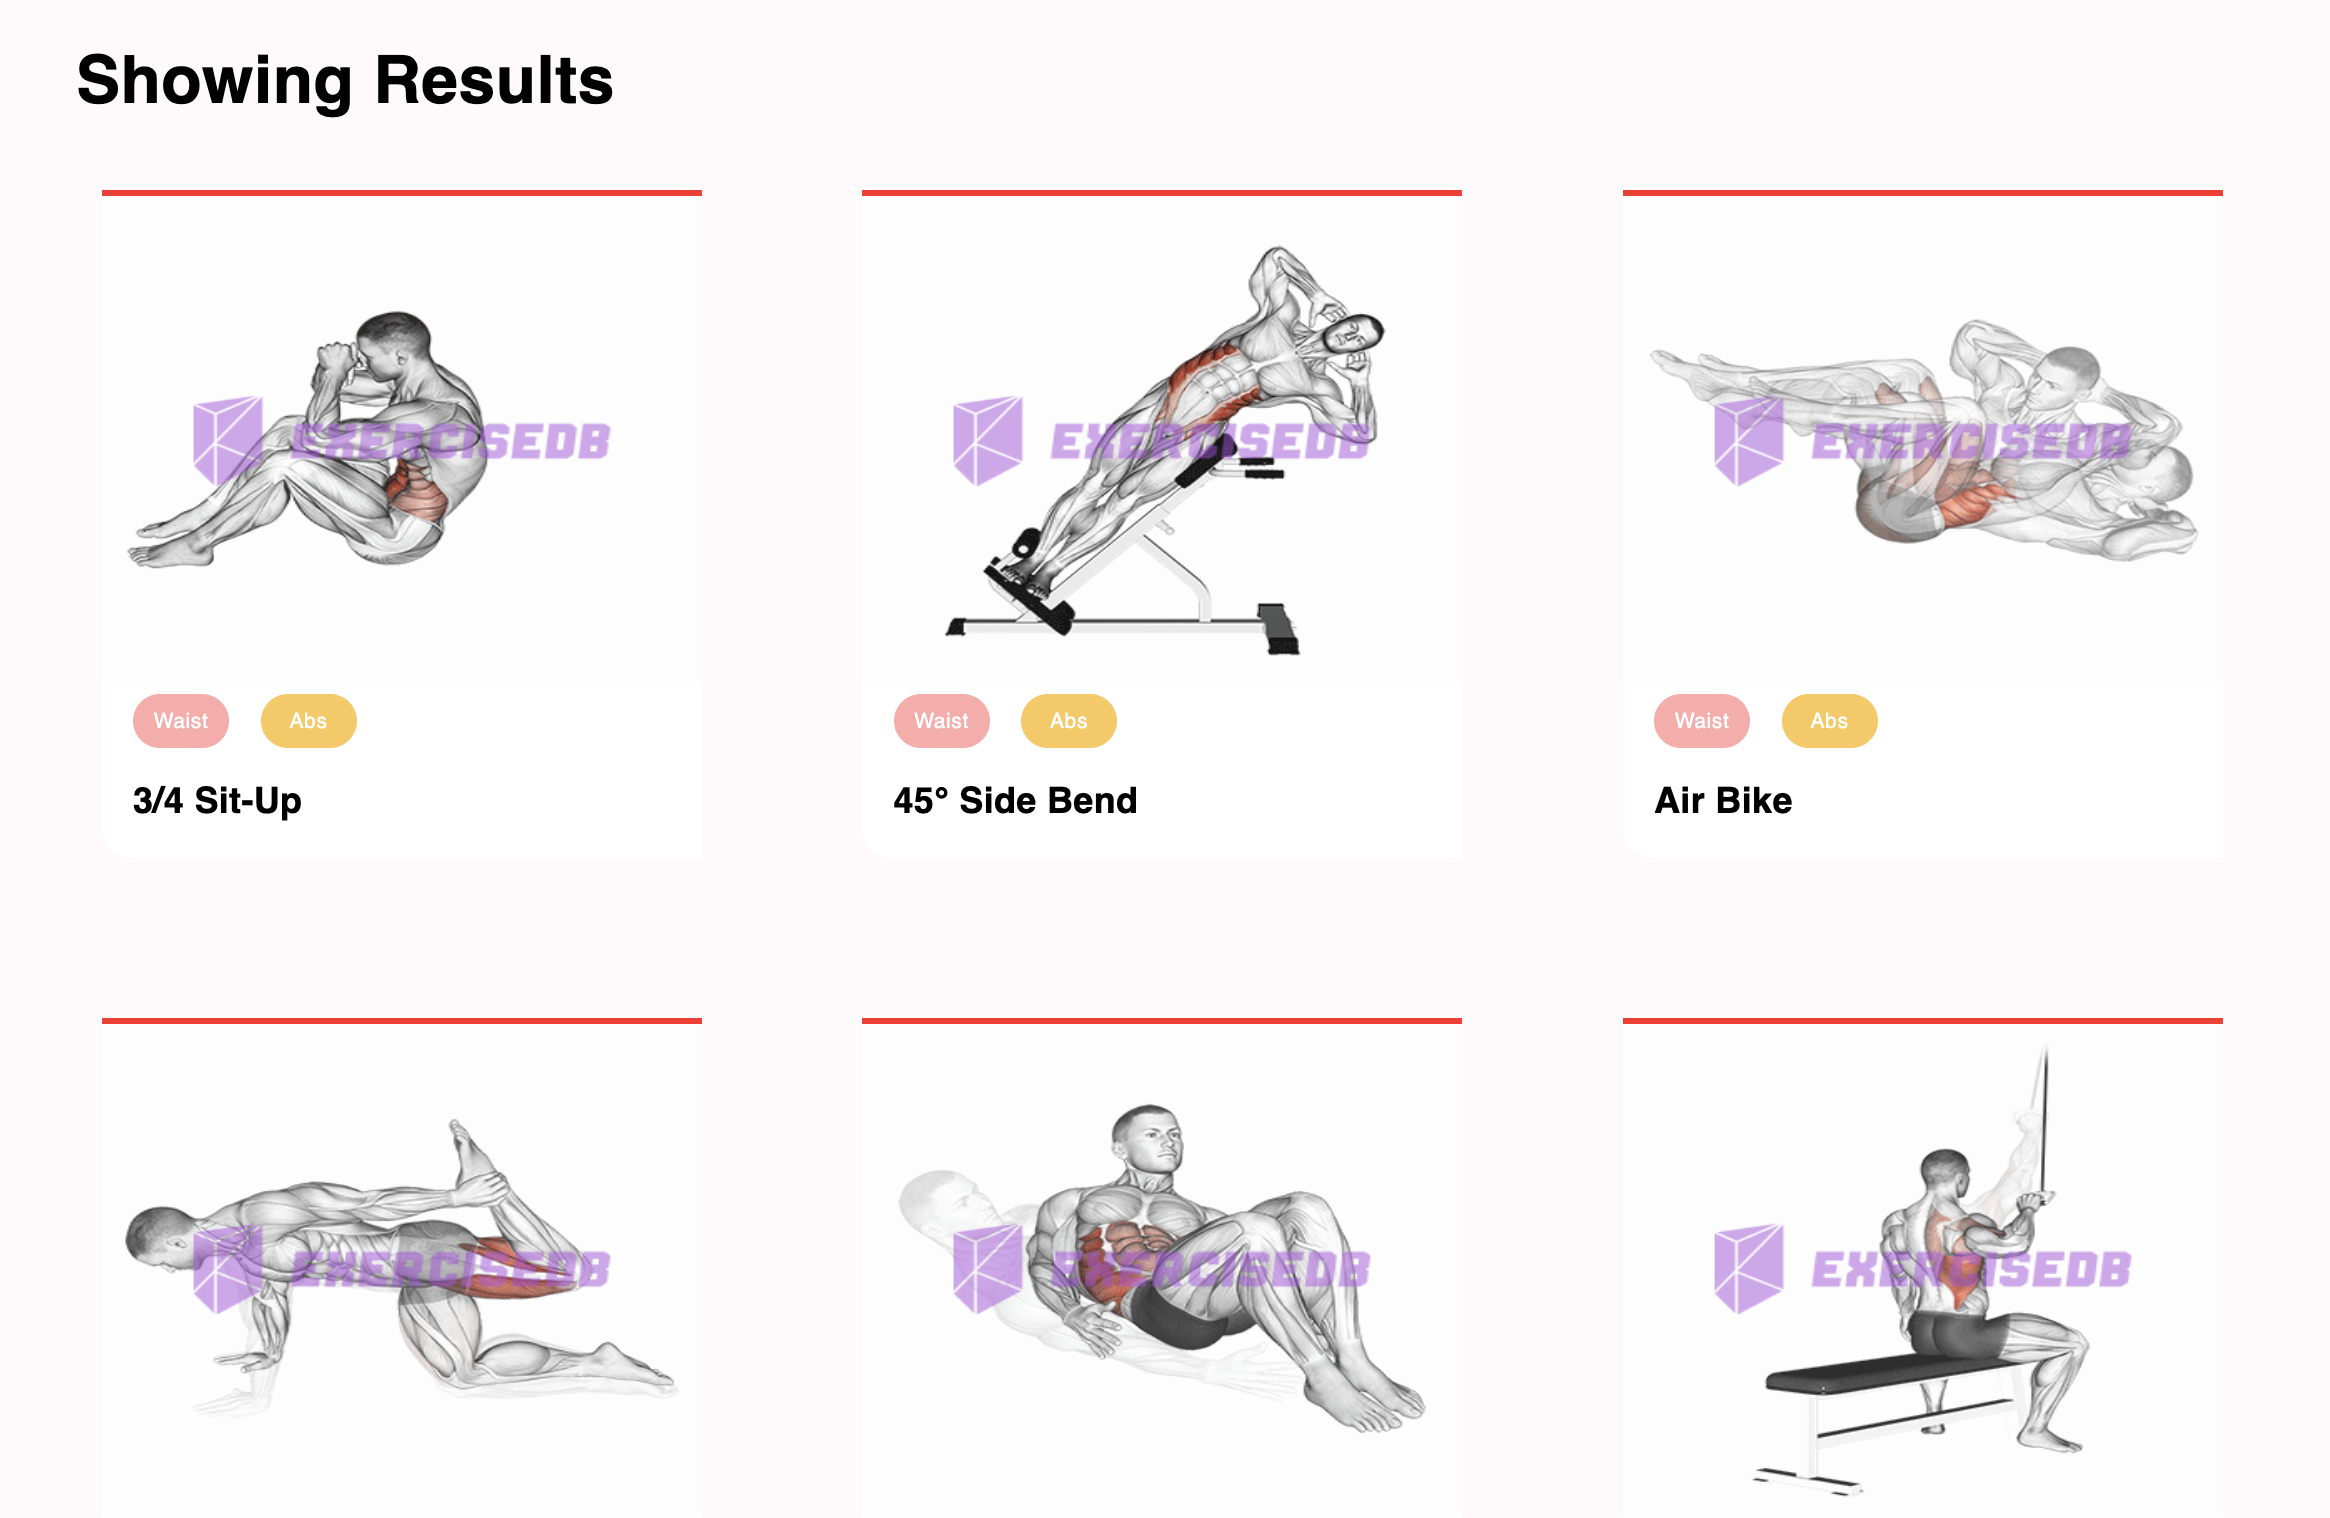 Showing Results
EXERCISEDB
EXERCISEDB
EXERCISEDB
Waist Abs
Waist Abs
Waist Abs
3/4 Sit-Up
45° Side Bend
Air Bike
EXERCISEDB
EXERCISEDB
EXERCISEDB